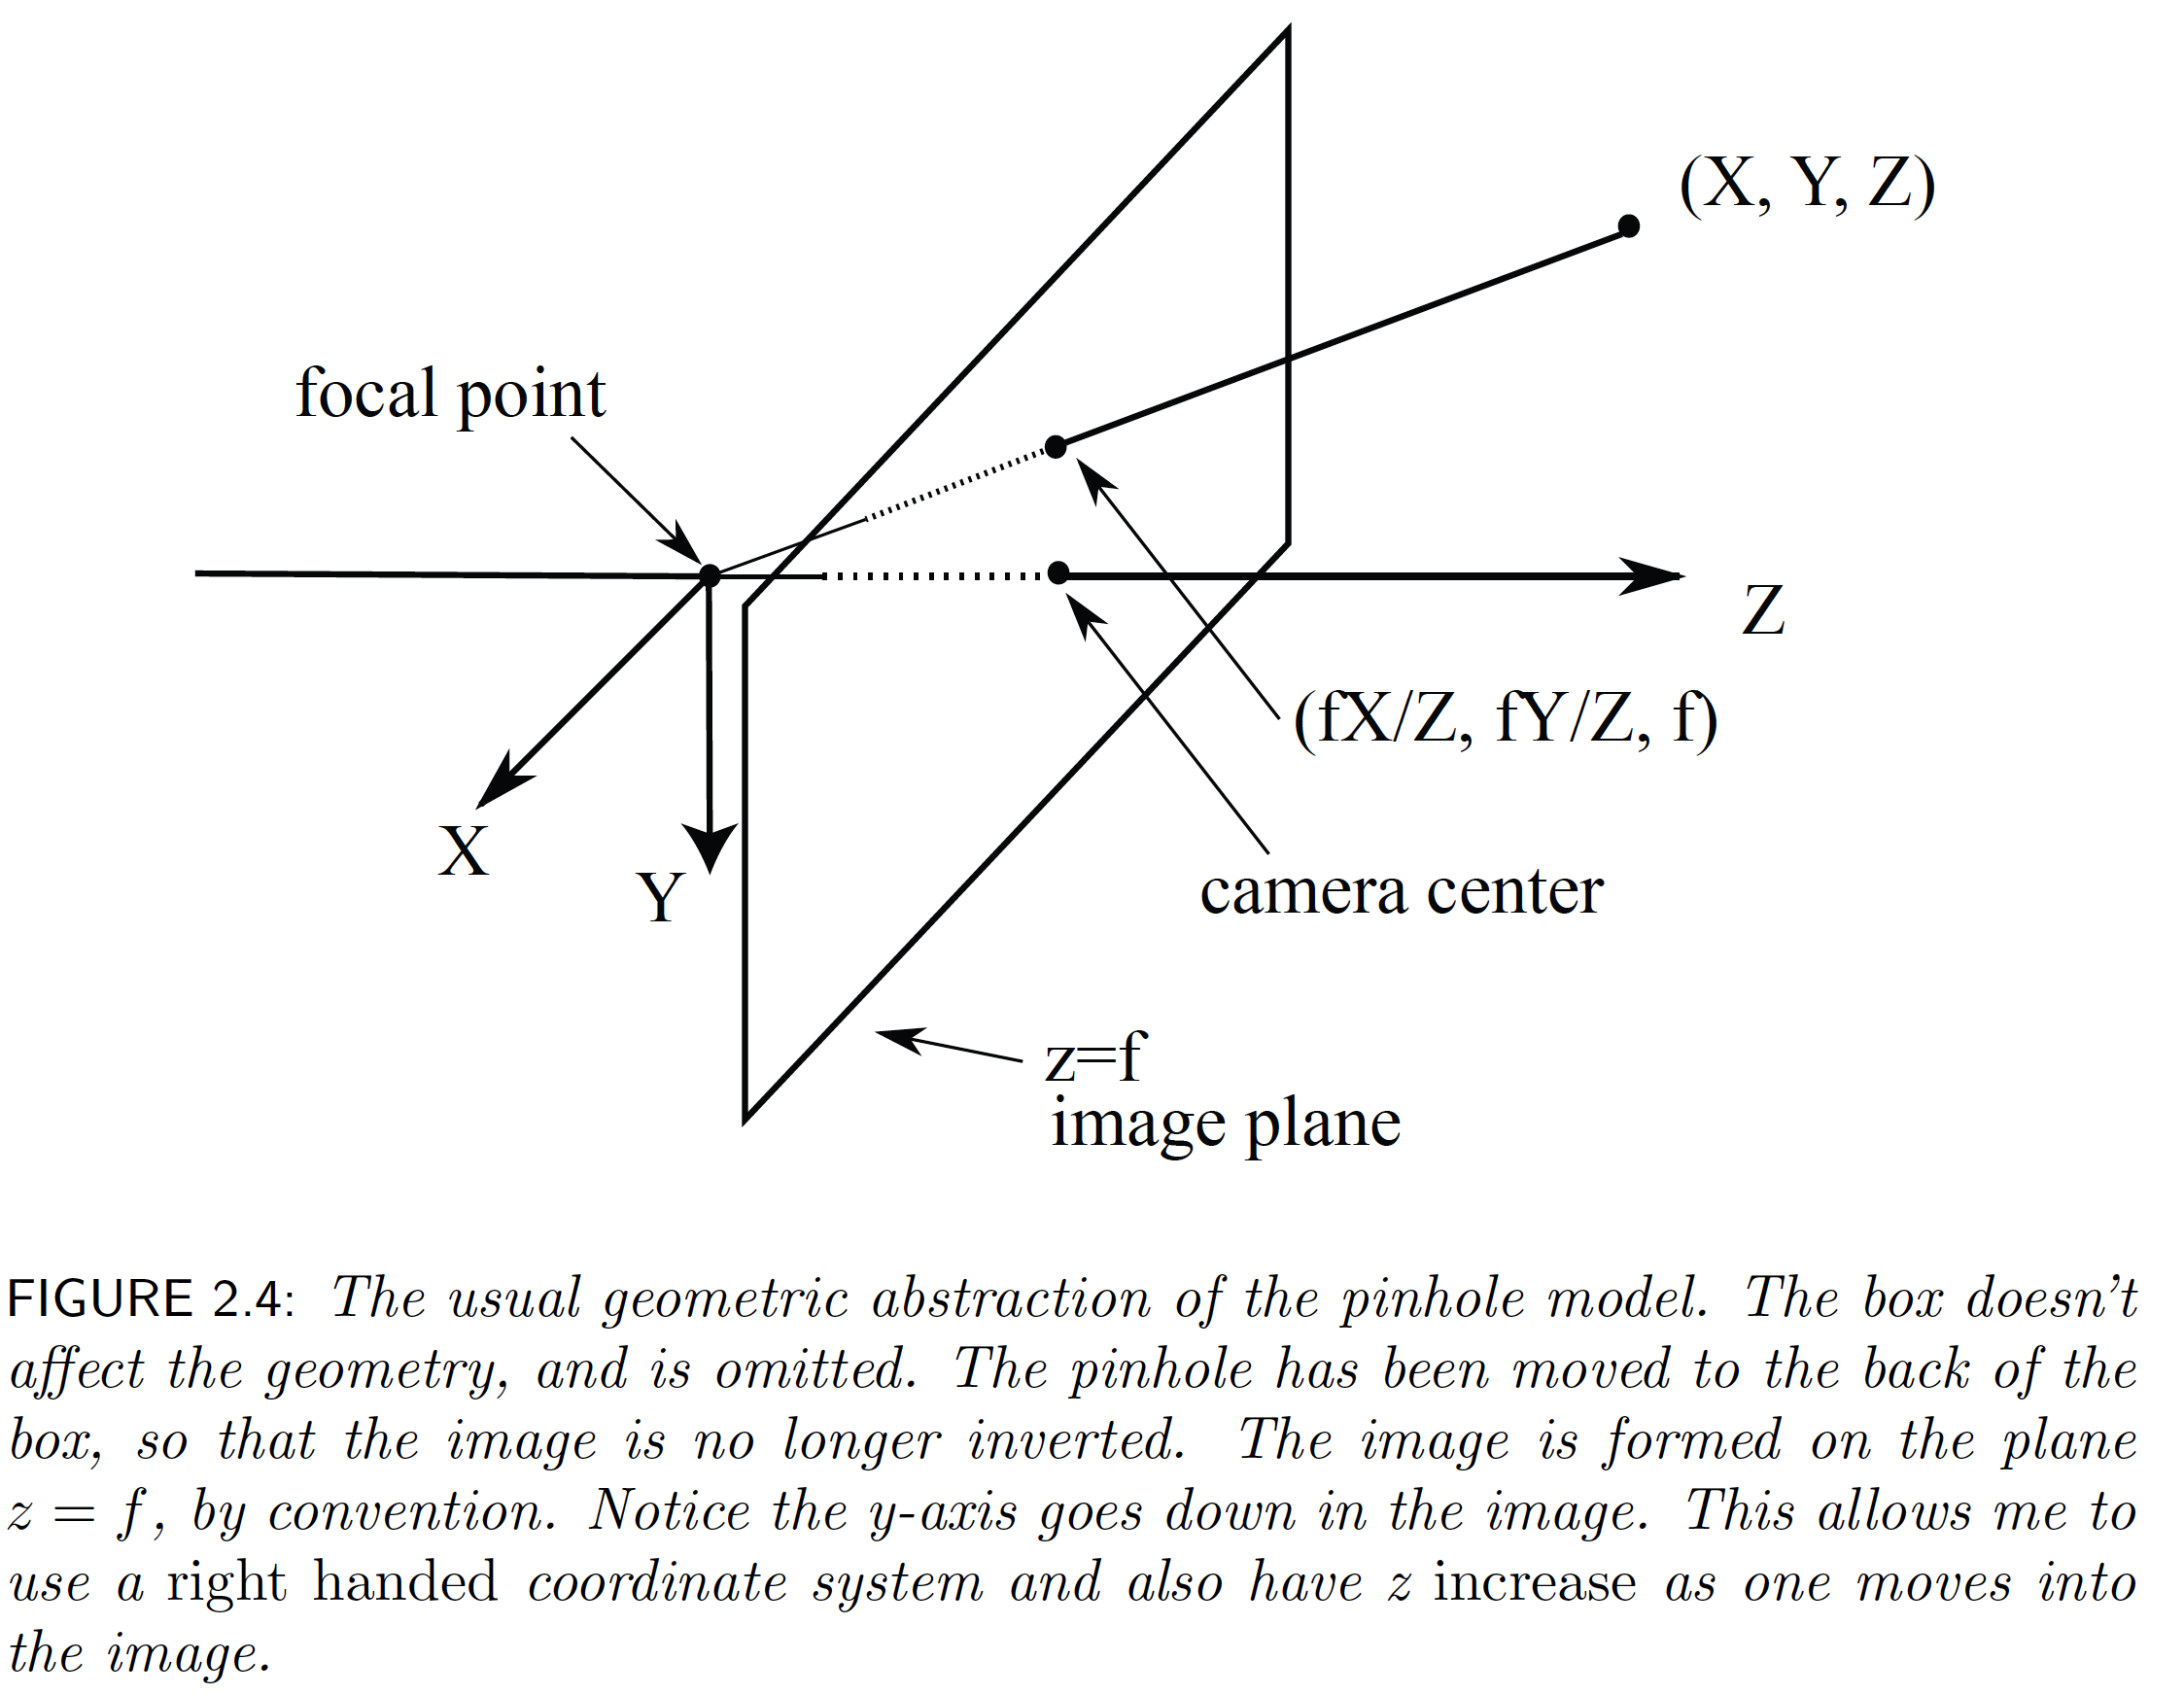 (X, Y, Z)
focal point
Z
(fX/Z, fY/Z, f)
X
Y
camera center
z=f
image plane
FIGURE 2.4: The usual geometric abstraction of the pinhole model. The box doesn't
affect the geometry, and is omitted. The pinhole has been moved to the back of the
box, so that the image is no longer inverted. The image is formed on the plane
z = f, by convention. Notice the y-axis goes down in the image. This allows me to
use a right handed coordinate system and also have z increase as one moves into
the image.